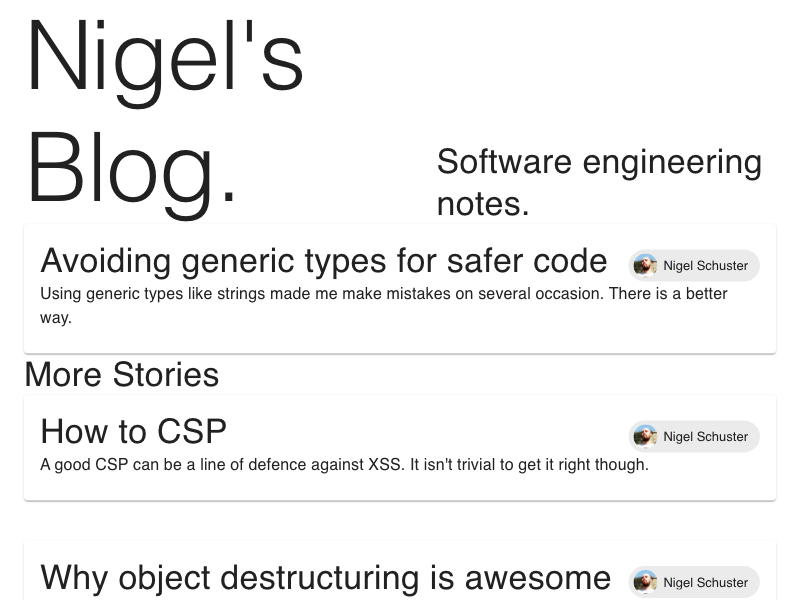 Nigel's
Blog.
Software engineering
notes.
Avoiding generic types for safer code
Nigel Schuster
Using generic types like strings made me make mistakes on several occasion. There is a better
way.
More Stories
How to CSP
Nigel Schuster
A good CSP can be a line of defence against XSS. It isn't trivial to get it right though.
Why object destructuring is awesome
Nigel Schuster